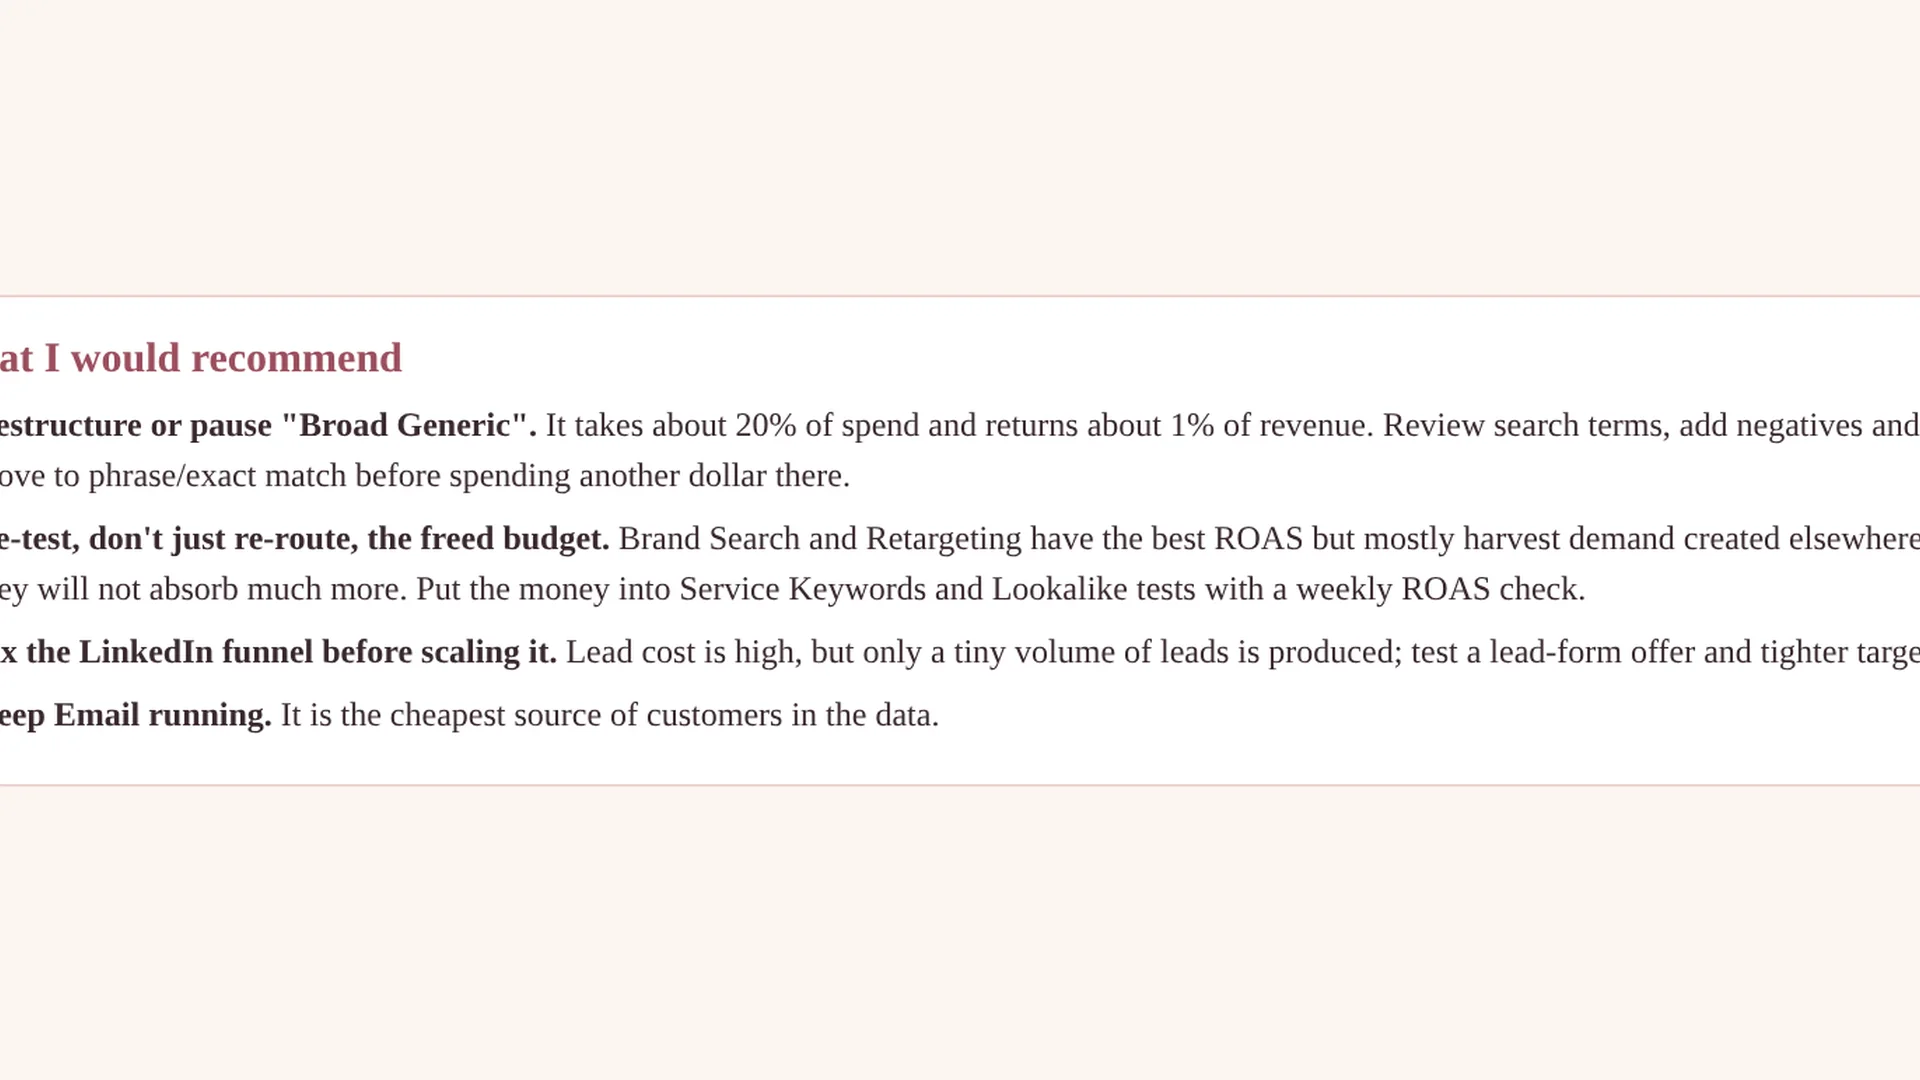 at I would recommend
estructure or pause "Broad Generic". It takes about 20% of spend and returns about 1% of revenue. Review search terms, add negatives and
ove to phrase/exact match before spending another dollar there.
e-test, don't just re-route, the freed budget. Brand Search and Retargeting have the best ROAS but mostly harvest demand created elsewhere
ey will not absorb much more. Put the money into Service Keywords and Lookalike tests with a weekly ROAS check.
x the LinkedIn funnel before scaling it. Lead cost is high, but only a tiny volume of leads is produced; test a lead-form offer and tighter targe
eep Email running. It is the cheapest source of customers in the data.